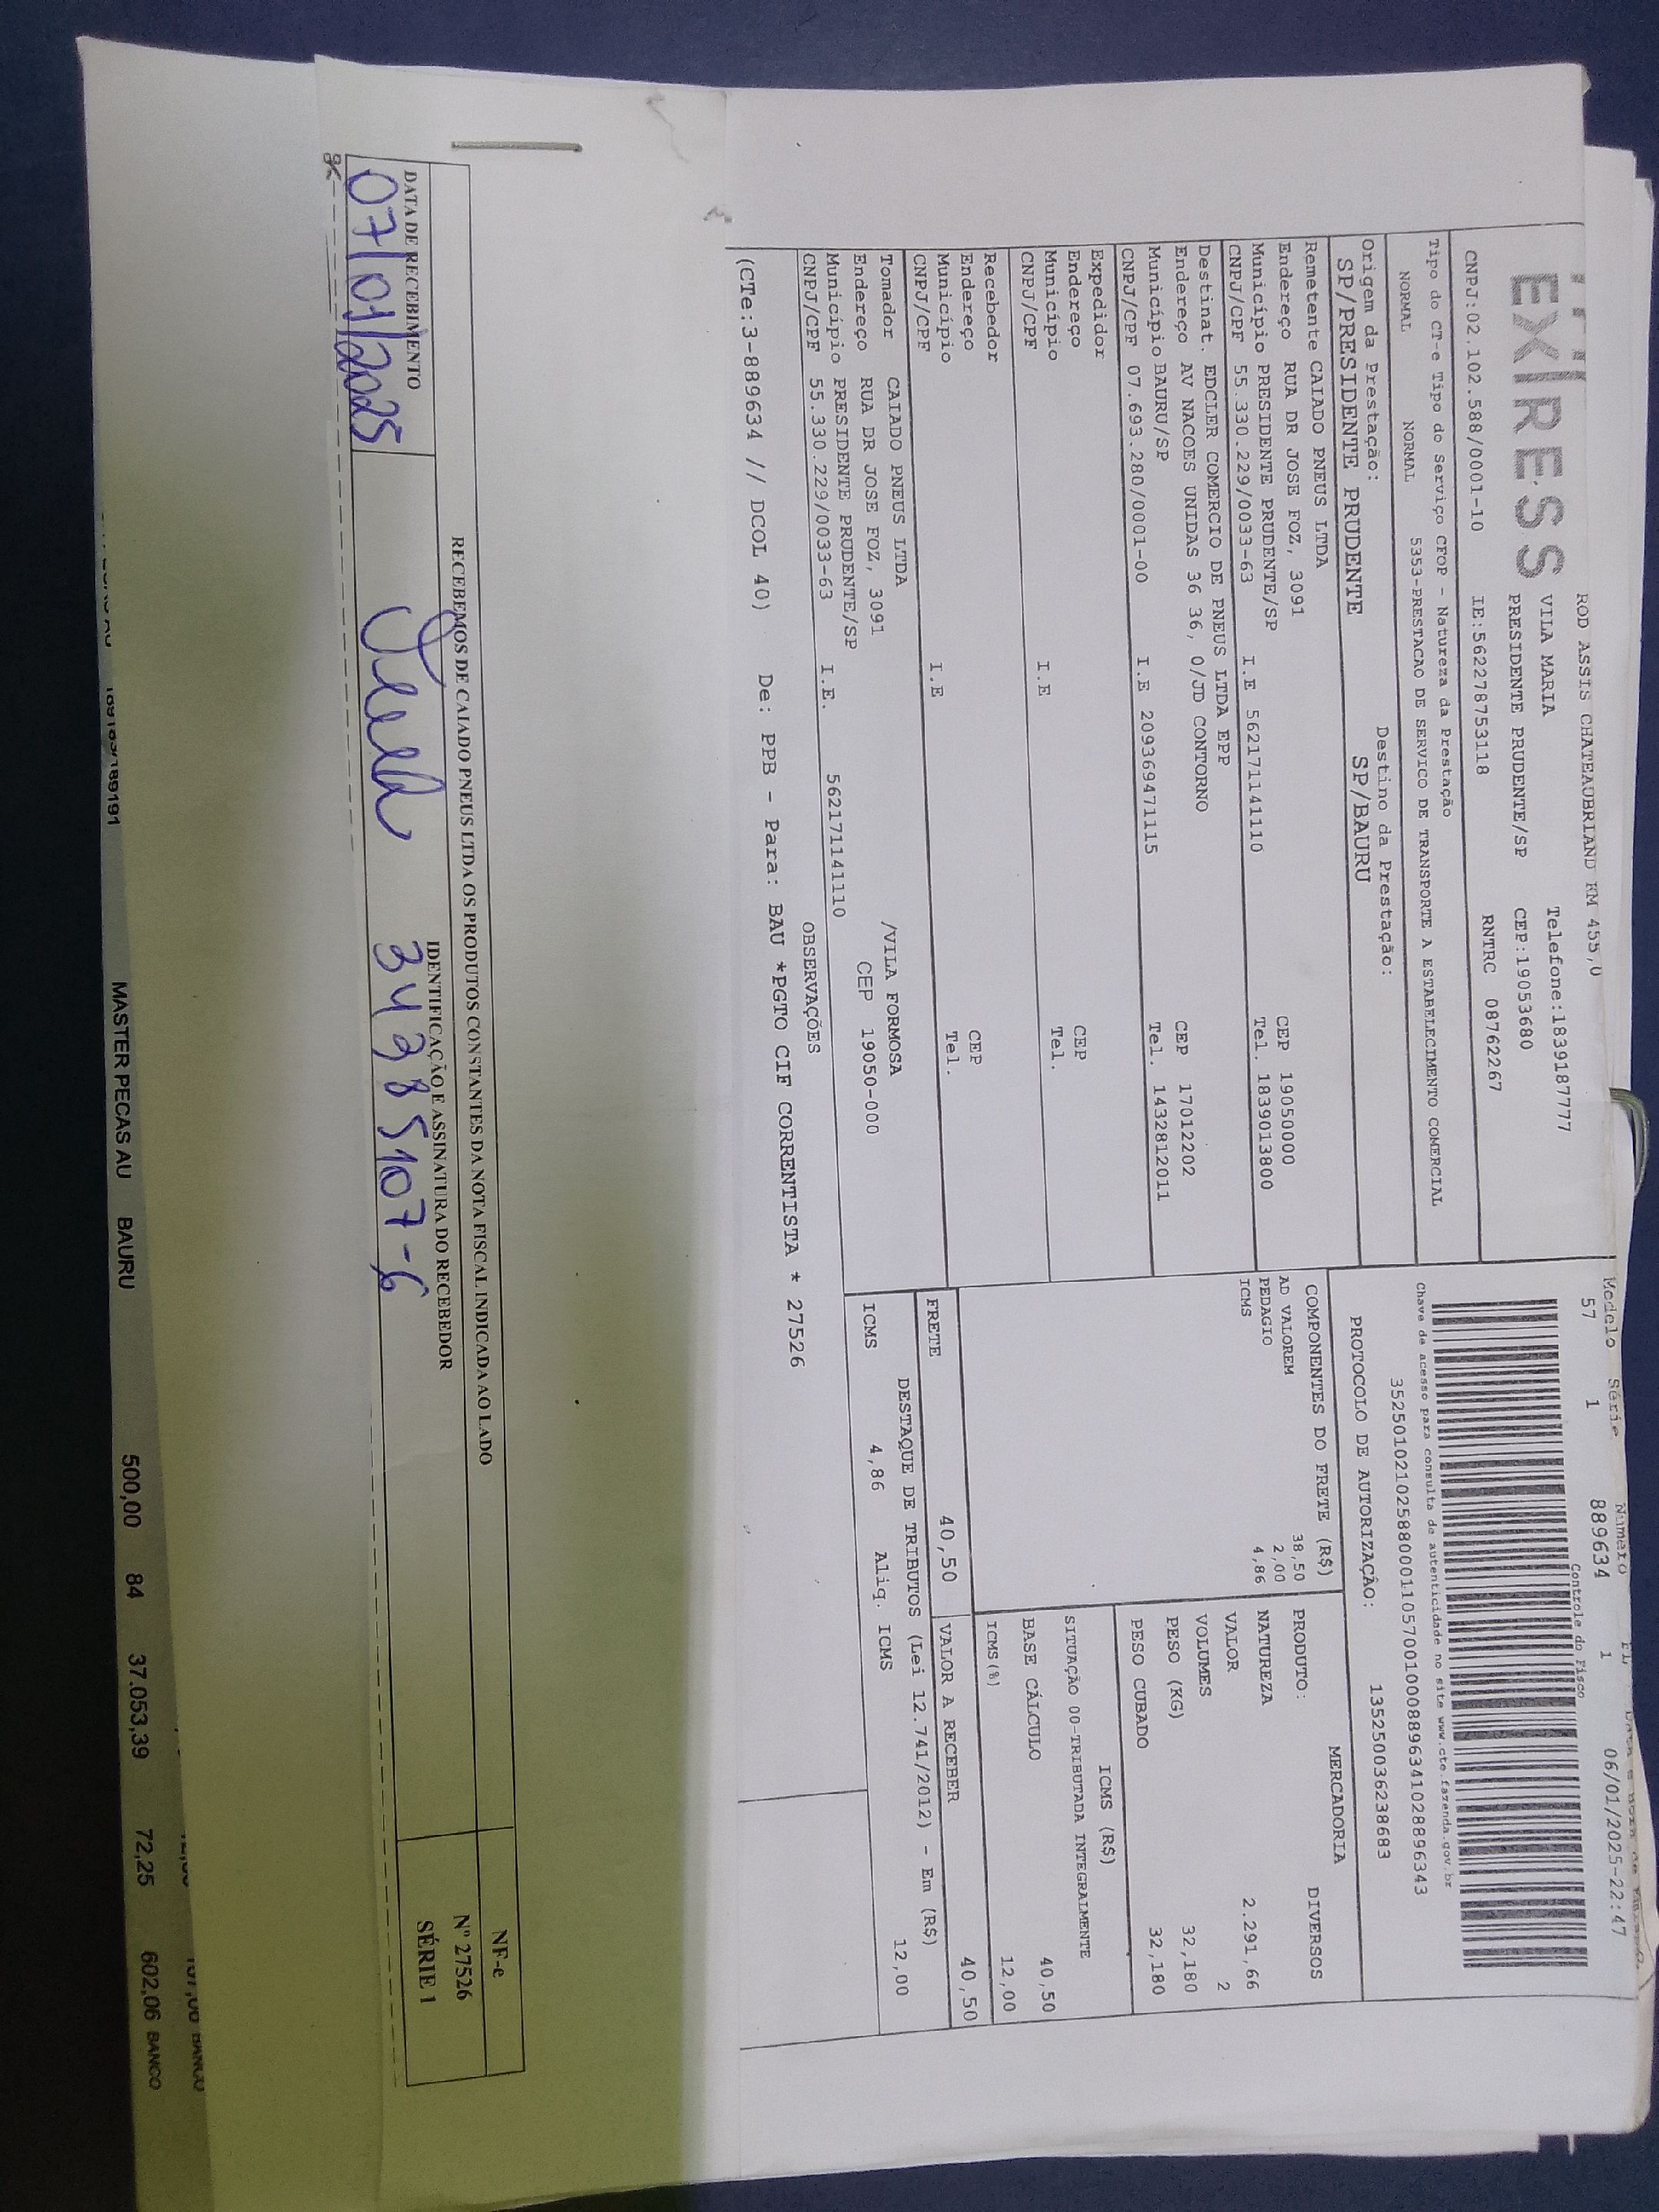 EXPRESS
ROD ASSIS CHATEAUBRIAND KM 455,0
VILA MARIA Telefone:1839187777
PRESIDENTE PRUDENTE/SP CEP:19053680
CNPJ:02.102.588/0001-10 IE:562278753118 RNTRC 08762267
Modelo Série Número FL
57 1 889634 1 06/01/2025-22:47
Controle do Fisco
Chave de acesso para consulta de autenticidade no site www.cte.fazenda.gov.br
35250102102588000110570010008896341028896343
PROTOCOLO DE AUTORIZAÇÃO: 135250036238683
Tipo do CT-e Tipo do Serviço CFOP - Natureza da Prestação
NORMAL NORMAL 5353-PRESTACAO DE SERVICO DE TRANSPORTE A ESTABELECIMENTO COMERCIAL
Origem da Prestação: Destino da Prestação:
SP/PRESIDENTE PRUDENTE SP/BAURU
Remetente CAIADO PNEUS LTDA
Endereço RUA DR JOSE FOZ, 3091 CEP 19050000
Município PRESIDENTE PRUDENTE/SP Tel. 1839013800
CNPJ/CPF 55.330.229/0033-63 I.E 562171141110
Destinat. EDCLER COMERCIO DE PNEUS LTDA EPP
Endereço AV NACOES UNIDAS 36 36, 0/JD CONTORNO CEP 17012202
Município BAURU/SP Tel. 1432812011
CNPJ/CPF 07.693.280/0001-00 I.E 209369471115
Expedidor
Endereço CEP
Município Tel.
CNPJ/CPF I.E
Recebedor
Endereço CEP
Município Tel.
CNPJ/CPF I.E
Tomador CAIADO PNEUS LTDA
Endereço RUA DR JOSE FOZ, 3091 /VILA FORMOSA
Município PRESIDENTE PRUDENTE/SP CEP 19050-000
CNPJ/CPF 55.330.229/0033-63 I.E. 562171141110
COMPONENTES DO FRETE (R$)
AD VALOREM 38,50
PEDAGIO 2,00
ICMS 4,86
MERCADORIA
PRODUTO: DIVERSOS
NATUREZA
VALOR 2.291,66
VOLUMES 2
PESO (KG) 32,180
PESO CUBADO 32,180
ICMS (R$)
SITUAÇÃO 00-TRIBUTADA INTEGRALMENTE
BASE CÁLCULO 40,50
ICMS(%) 12,00
FRETE 40,50 VALOR A RECEBER 40,50
DESTAQUE DE TRIBUTOS (Lei 12.741/2012) - Em (R$)
ICMS 4,86 Aliq. ICMS 12,00
OBSERVAÇÕES
(CTe:3-889634 // DCOL 40) De: PPB - Para: BAU *PGTO CIF CORRENTISTA * 27526
RECEBEMOS DE CAIADO PNEUS LTDA OS PRODUTOS CONSTANTES DA NOTA FISCAL INDICADA AO LADO
DATA DE RECEBIMENTO
07/01/2025
IDENTIFICAÇÃO E ASSINATURA DO RECEBEDOR
34385107-6
NF-e
Nº 27526
SÉRIE 1
MASTER PECAS AU BAURU 500,00 84 37.053,39 72,25 602,06 BANCO